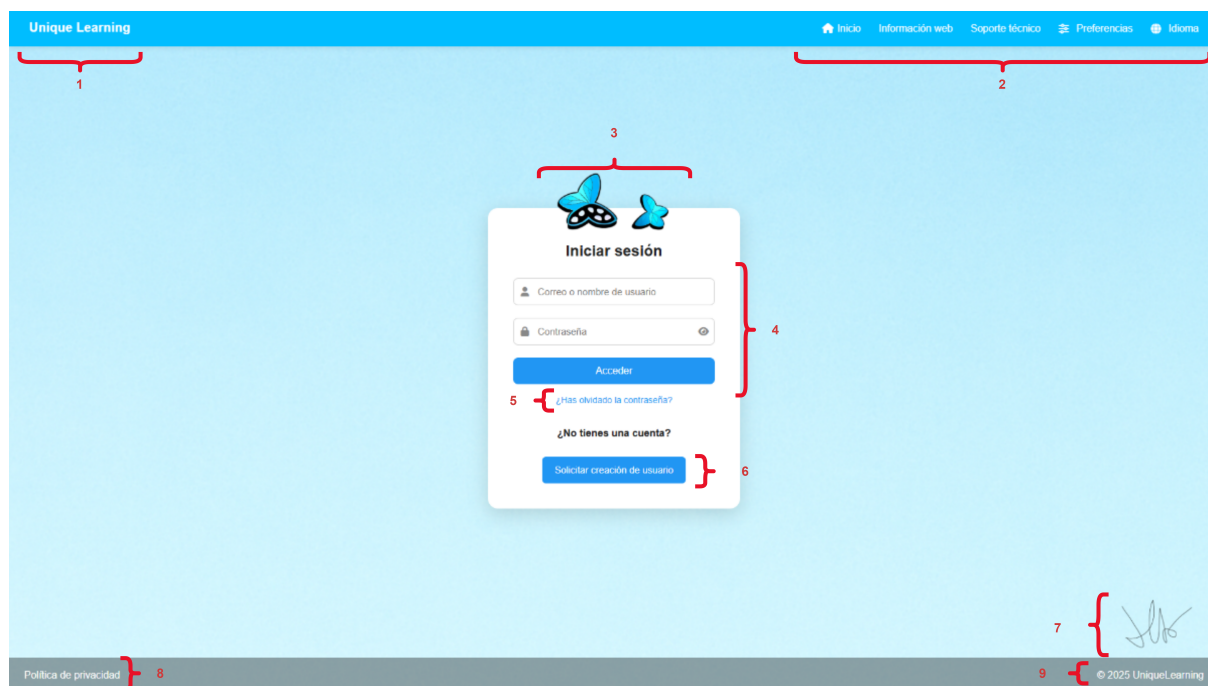 Unique Learning
Inicio Información web Soporte técnico Preferencias Idioma
1
2
3
Iniciar sesión
Correo o nombre de usuario
Contraseña
4
Acceder
5
¿Has olvidado la contraseña?
¿No tienes una cuenta?
Solicitar creación de usuario
6
7
Política de privacidad
8
9
© 2025 UniqueLearning